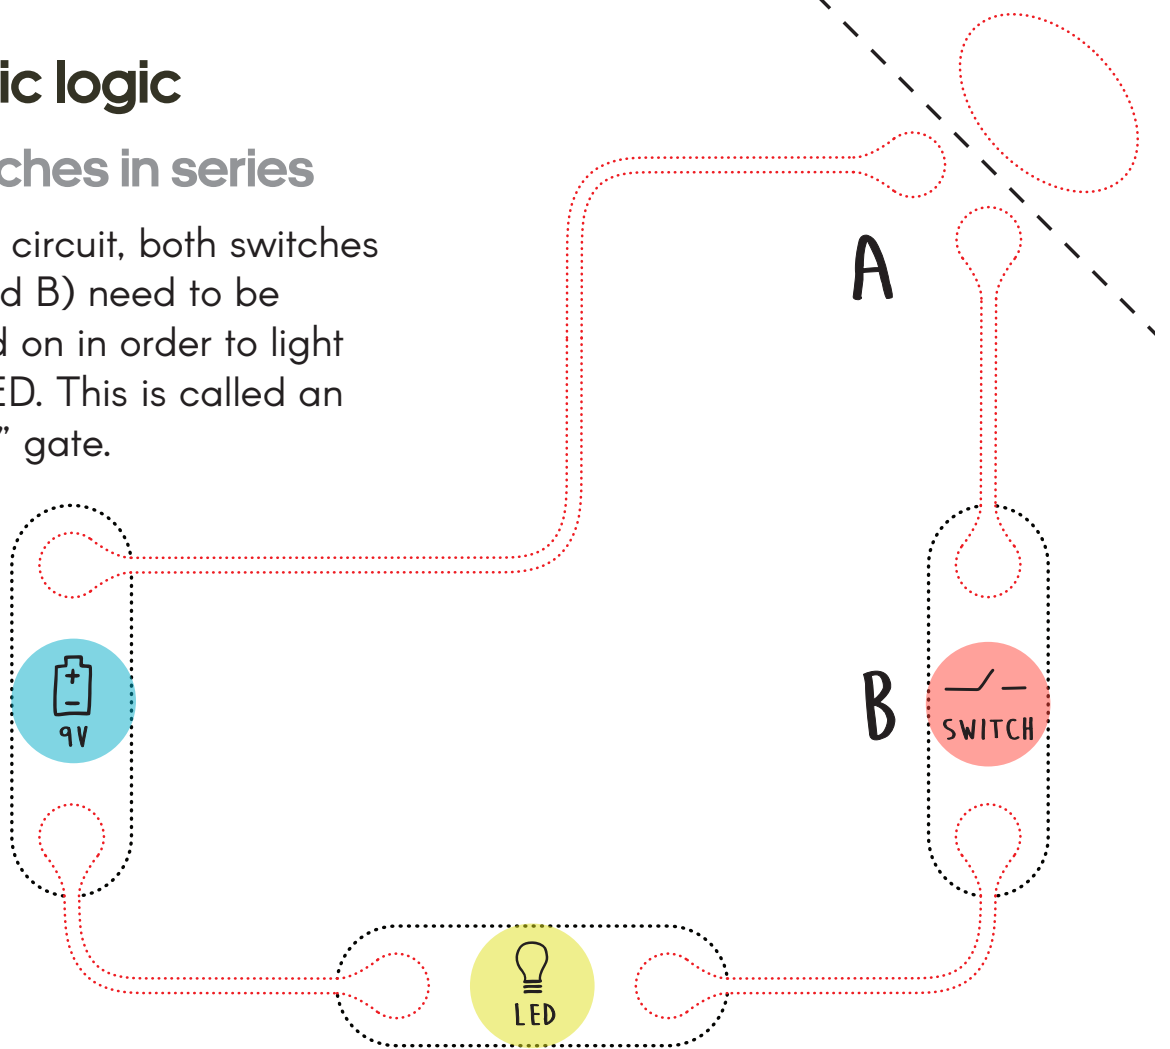 ic logic
ches in series
circuit, both switches
d B) need to be
d on in order to light
ED. This is called an
” gate.
A
+
−
9V
B
SWITCH
LED